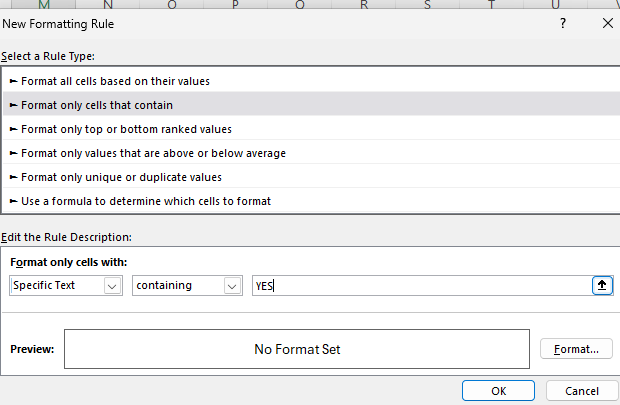 M N O P Q R S T U
New Formatting Rule ? ×
Select a Rule Type:
► Format all cells based on their values
► Format only cells that contain
► Format only top or bottom ranked values
► Format only values that are above or below average
► Format only unique or duplicate values
► Use a formula to determine which cells to format
Edit the Rule Description:
Format only cells with:
Specific Text containing YES
Preview: No Format Set Format...
OK Cancel